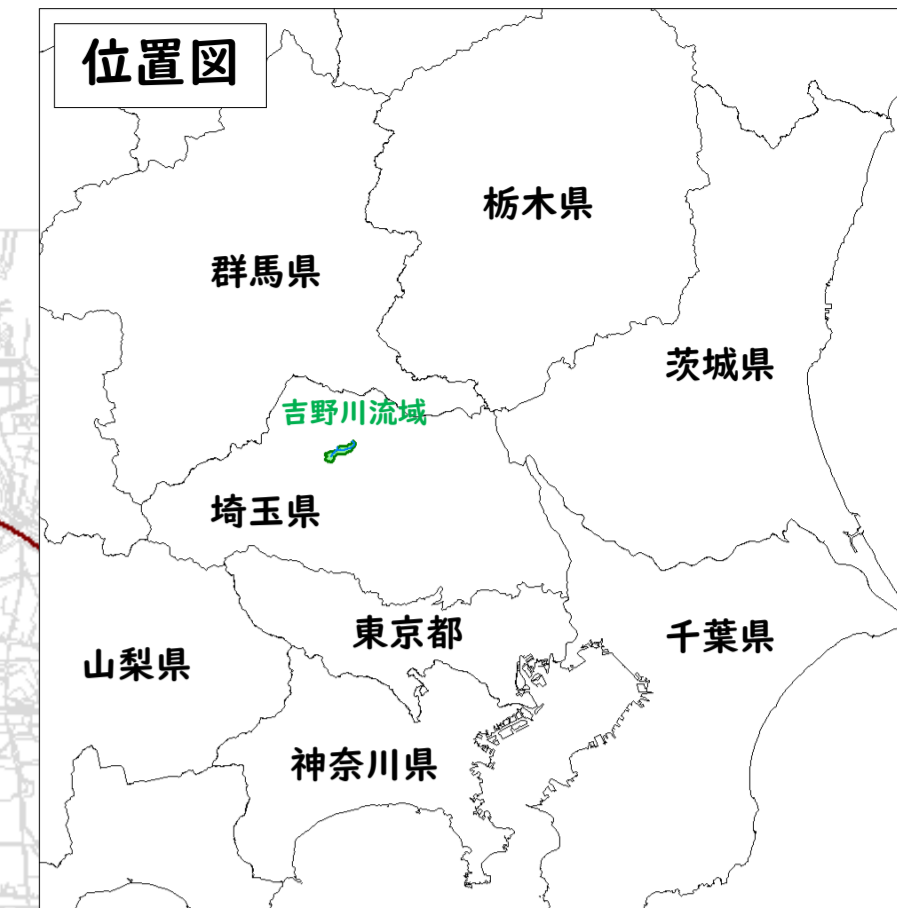 位置図
栃木県
群馬県
茨城県
吉野川流域
埼玉県
東京都
千葉県
山梨県
神奈川県